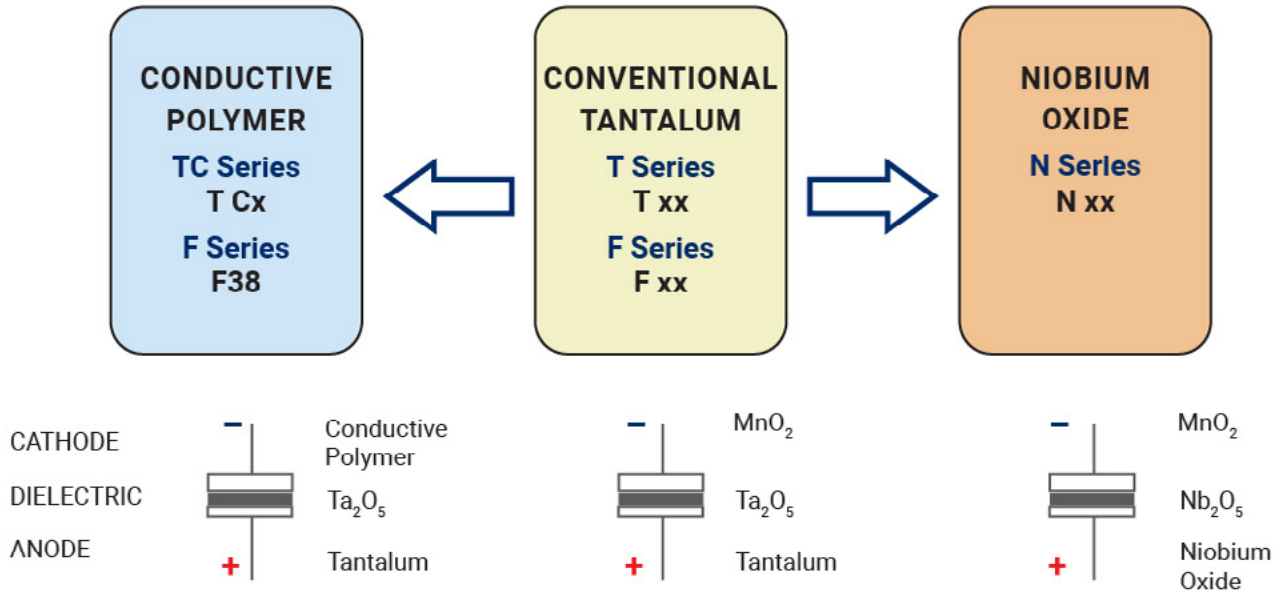 CONDUCTIVE
POLYMER
TC Series
T Cx
F Series
F38
CONVENTIONAL
TANTALUM
T Series
T xx
F Series
F xx
NIOBIUM
OXIDE
N Series
N xx
CATHODE
DIELECTRIC
ANODE
−
Conductive
Polymer
Ta₂O₅
+
Tantalum
−
MnO₂
Ta₂O₅
+
Tantalum
−
MnO₂
Nb₂O₅
+
Niobium
Oxide